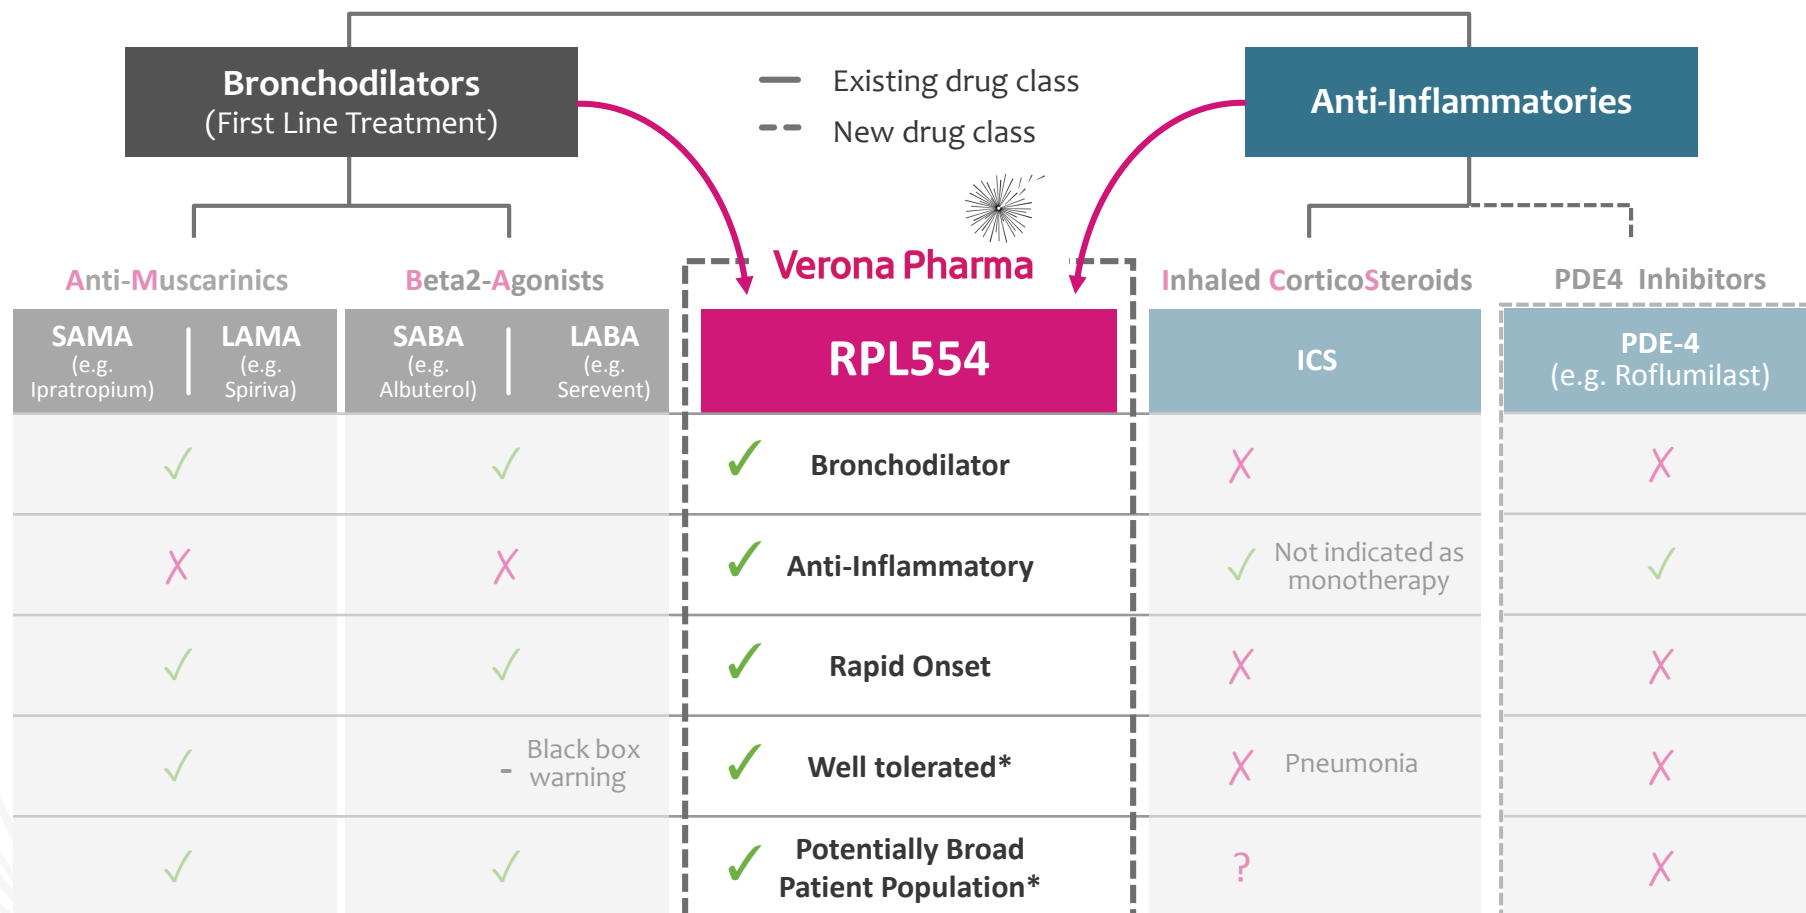 Bronchodilators
(First Line Treatment)
Existing drug class
New drug class
Anti-Inflammatories
Verona Pharma
Anti-Muscarinics
Beta2-Agonists
Inhaled CorticoSteroids
PDE4 Inhibitors
SAMA
(e.g.
Ipratropium)
LAMA
(e.g.
Spiriva)
SABA
(e.g.
Albuterol)
LABA
(e.g.
Serevent)
RPL554
ICS
PDE-4
(e.g. Roflumilast)
✓ ✓ ✓ Bronchodilator ✗ ✗
✗ ✗ ✓ Anti-Inflammatory ✓ Not indicated as
monotherapy ✓
✓ ✓ ✓ Rapid Onset ✗ ✗
✓ - Black box
warning ✓ Well tolerated* ✗ Pneumonia ✗
✓ ✓ ✓ Potentially Broad
Patient Population* ? ✗